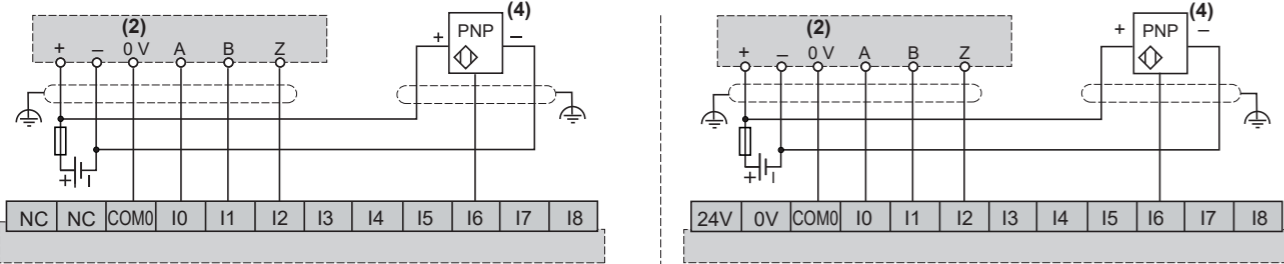 (2)
(4)
+ PNP –
+ – 0 V A B Z
+
NC NC COM0 I0 I1 I2 I3 I4 I5 I6 I7 I8
(2)
(4)
+ PNP –
+ – 0 V A B Z
+
24V 0V COM0 I0 I1 I2 I3 I4 I5 I6 I7 I8